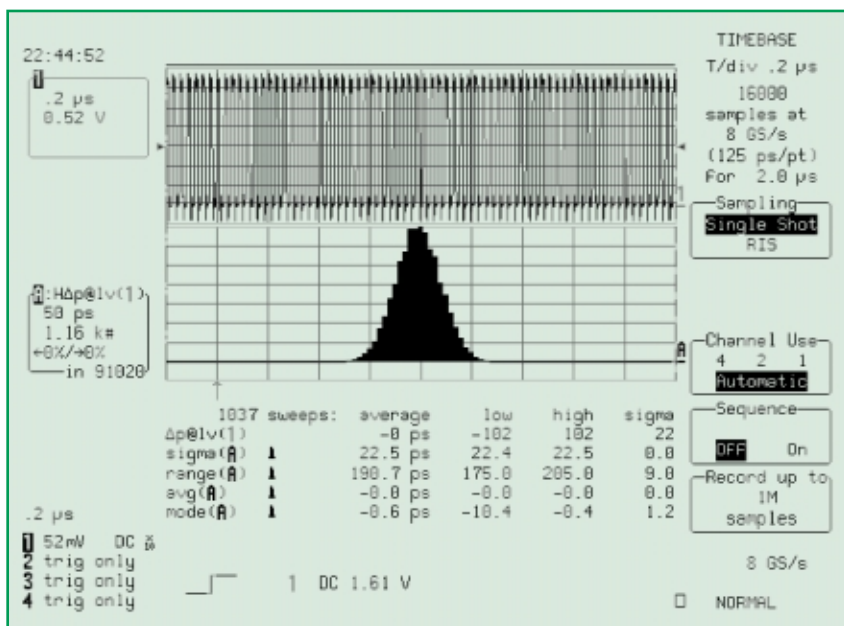 22:44:52
1
.2 µs
0.52 V
1
A:HΔp@lv(1)
50 ps
1.16 k#
←0%/→0%
in 91020
A
TIMEBASE
T/div .2 µs
16000
samples at
8 GS/s
(125 ps/pt)
For 2.0 µs
Sampling
Single Shot
RIS
Channel Use
4 2 1
Automatic
Sequence
OFF On
Record up to
1M
samples
1037 sweeps: average low high sigma
Δp@lv(1) -0 ps -102 102 22
sigma(A) 22.5 ps 22.4 22.5 0.0
range(A) 190.7 ps 175.0 205.0 9.0
avg(A) -0.0 ps -0.0 -0.0 0.0
mode(A) -0.6 ps -10.4 -0.4 1.2
.2 µs
1 52mV DC
2 trig only
3 trig only
4 trig only
1 DC 1.61 V
8 GS/s
NORMAL